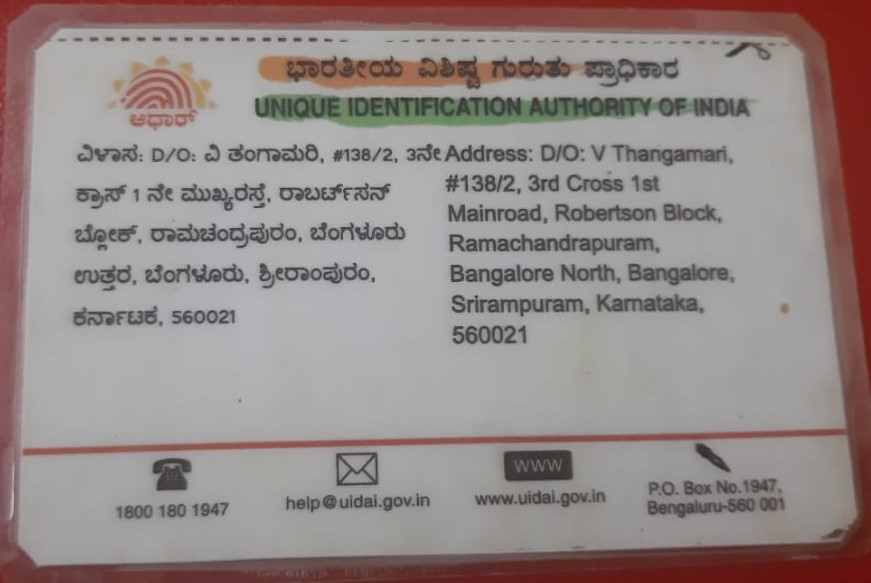 ಭಾರತೀಯ ವಿಶಿಷ್ಟ ಗುರುತು ಪ್ರಾಧಿಕಾರ
UNIQUE IDENTIFICATION AUTHORITY OF INDIA
ಆಧಾರ್
ವಿಳಾಸ: D/O: ವಿ ತಂಗಾಮರಿ, #138/2, 3ನೇ
ಕ್ರಾಸ್ 1 ನೇ ಮುಖ್ಯರಸ್ತೆ, ರಾಬರ್ಟ್‌ಸನ್
ಬ್ಲೋಕ್, ರಾಮಚಂದ್ರಪುರಂ, ಬೆಂಗಳೂರು
ಉತ್ತರ, ಬೆಂಗಳೂರು, ಶ್ರೀರಾಂಪುರಂ,
ಕರ್ನಾಟಕ, 560021
Address: D/O: V Thangamari,
#138/2, 3rd Cross 1st
Mainroad, Robertson Block,
Ramachandrapuram,
Bangalore North, Bangalore,
Srirampuram, Karnataka,
560021
1800 180 1947
help@uidai.gov.in
WWW
www.uidai.gov.in
P.O. Box No.1947,
Bengaluru-560 001